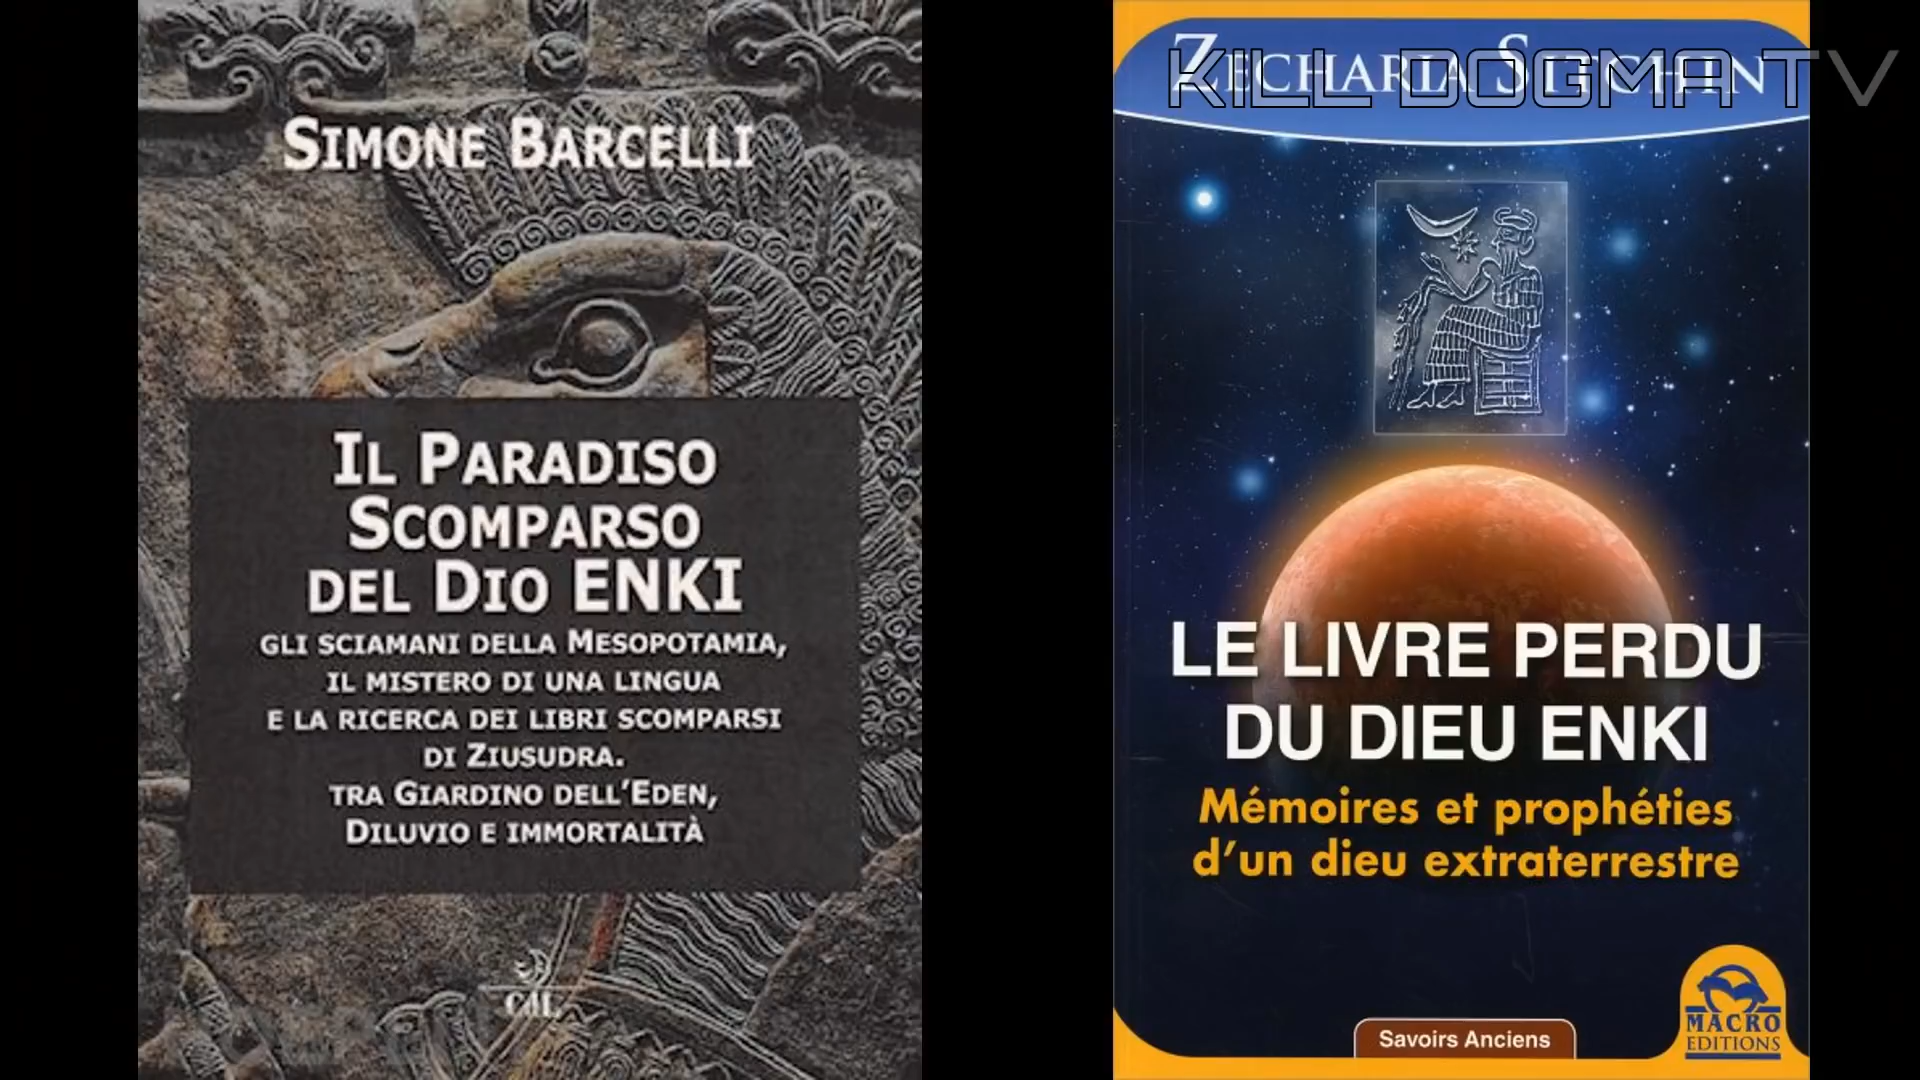 SIMONE BARCELLI
IL PARADISO
SCOMPARSO
DEL DIO ENKI
GLI SCIAMANI DELLA MESOPOTAMIA,
IL MISTERO DI UNA LINGUA
E LA RICERCA DEI LIBRI SCOMPARSI
DI ZIUSUDRA.
TRA GIARDINO DELL'EDEN,
DILUVIO E IMMORTALITÀ
ZECHARIA SITCHIN
KILL DOGMA TV
LE LIVRE PERDU
DU DIEU ENKI
Mémoires et prophéties
d'un dieu extraterrestre
Savoirs Anciens
MACRO
EDITIONS